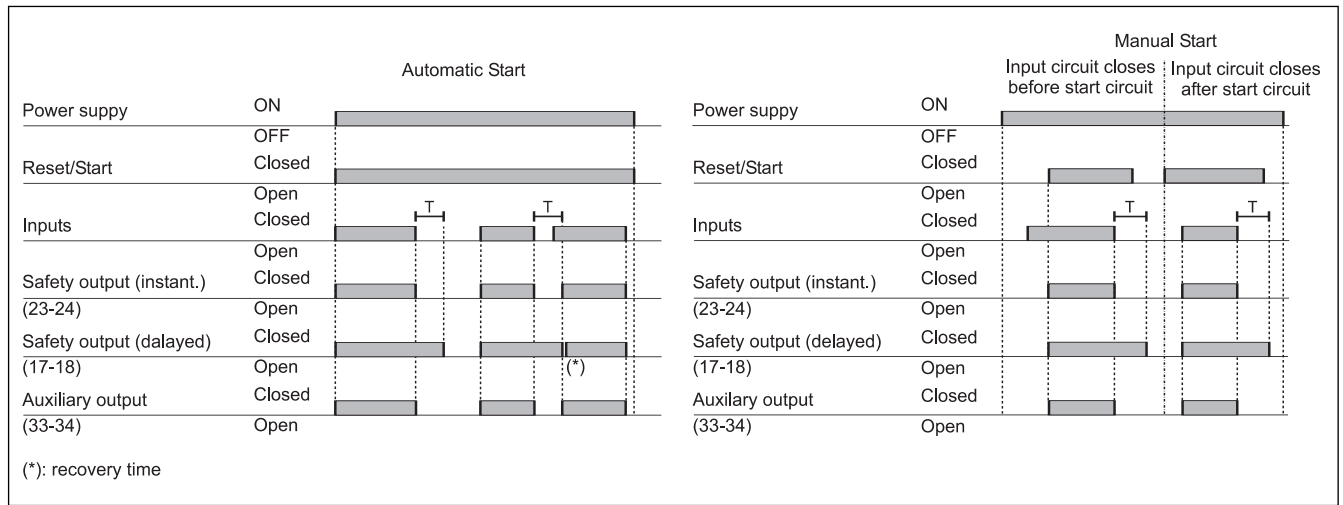 Automatic Start
Power suppy ON
OFF
Reset/Start Closed
Open
Inputs Closed T T
Open
Safety output (instant.) Closed
(23-24) Open
Safety output (dalayed) Closed
(17-18) Open (*)
Auxiliary output Closed
(33-34) Open
(*): recovery time
Manual Start
Input circuit closes before start circuit
Input circuit closes after start circuit
Power suppy ON
OFF
Reset/Start Closed
Open
Inputs Closed T T
Open
Safety output (instant.) Closed
(23-24) Open
Safety output (delayed) Closed
(17-18) Open
Auxiliary output Closed
(33-34) Open